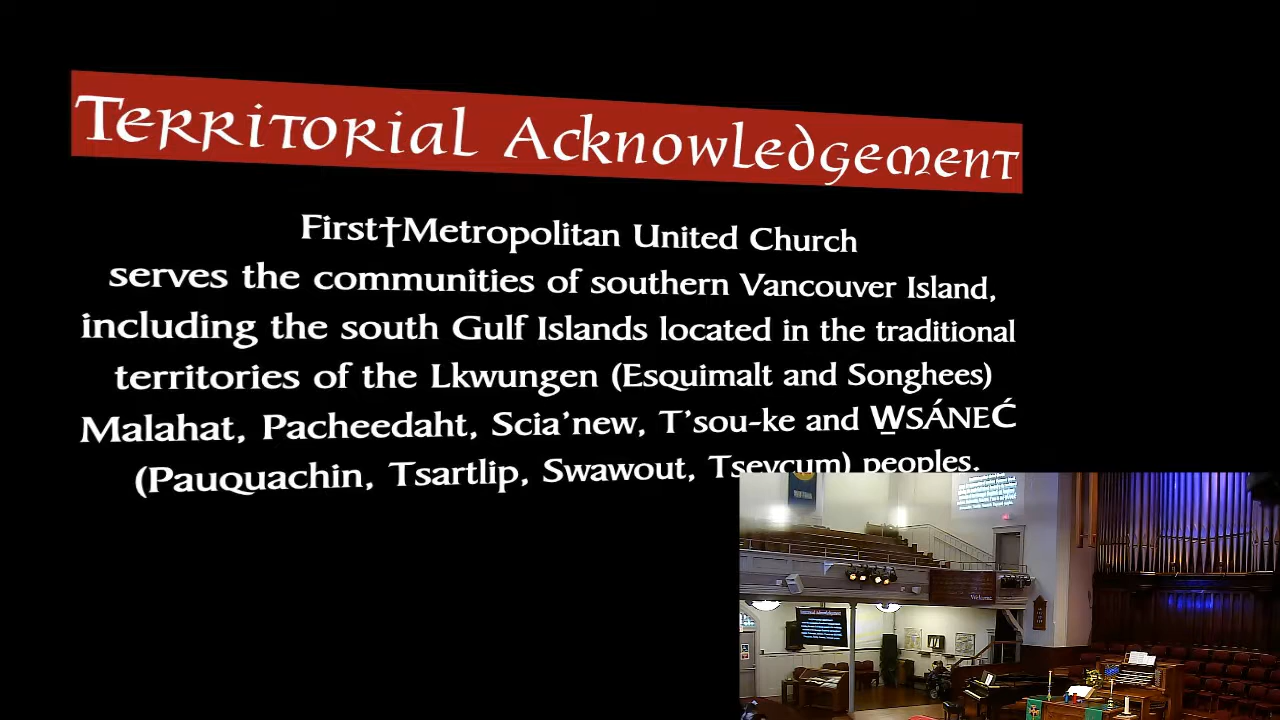 Territorial Acknowledgement
First†Metropolitan United Church
serves the communities of southern Vancouver Island,
including the south Gulf Islands located in the traditional
territories of the Lkwungen (Esquimalt and Songhees)
Malahat, Pacheedaht, Scia'new, T'sou-ke and W̱SÁNEĆ
(Pauquachin, Tsartlip, Swawout, Tseycum) peoples.
Welcome